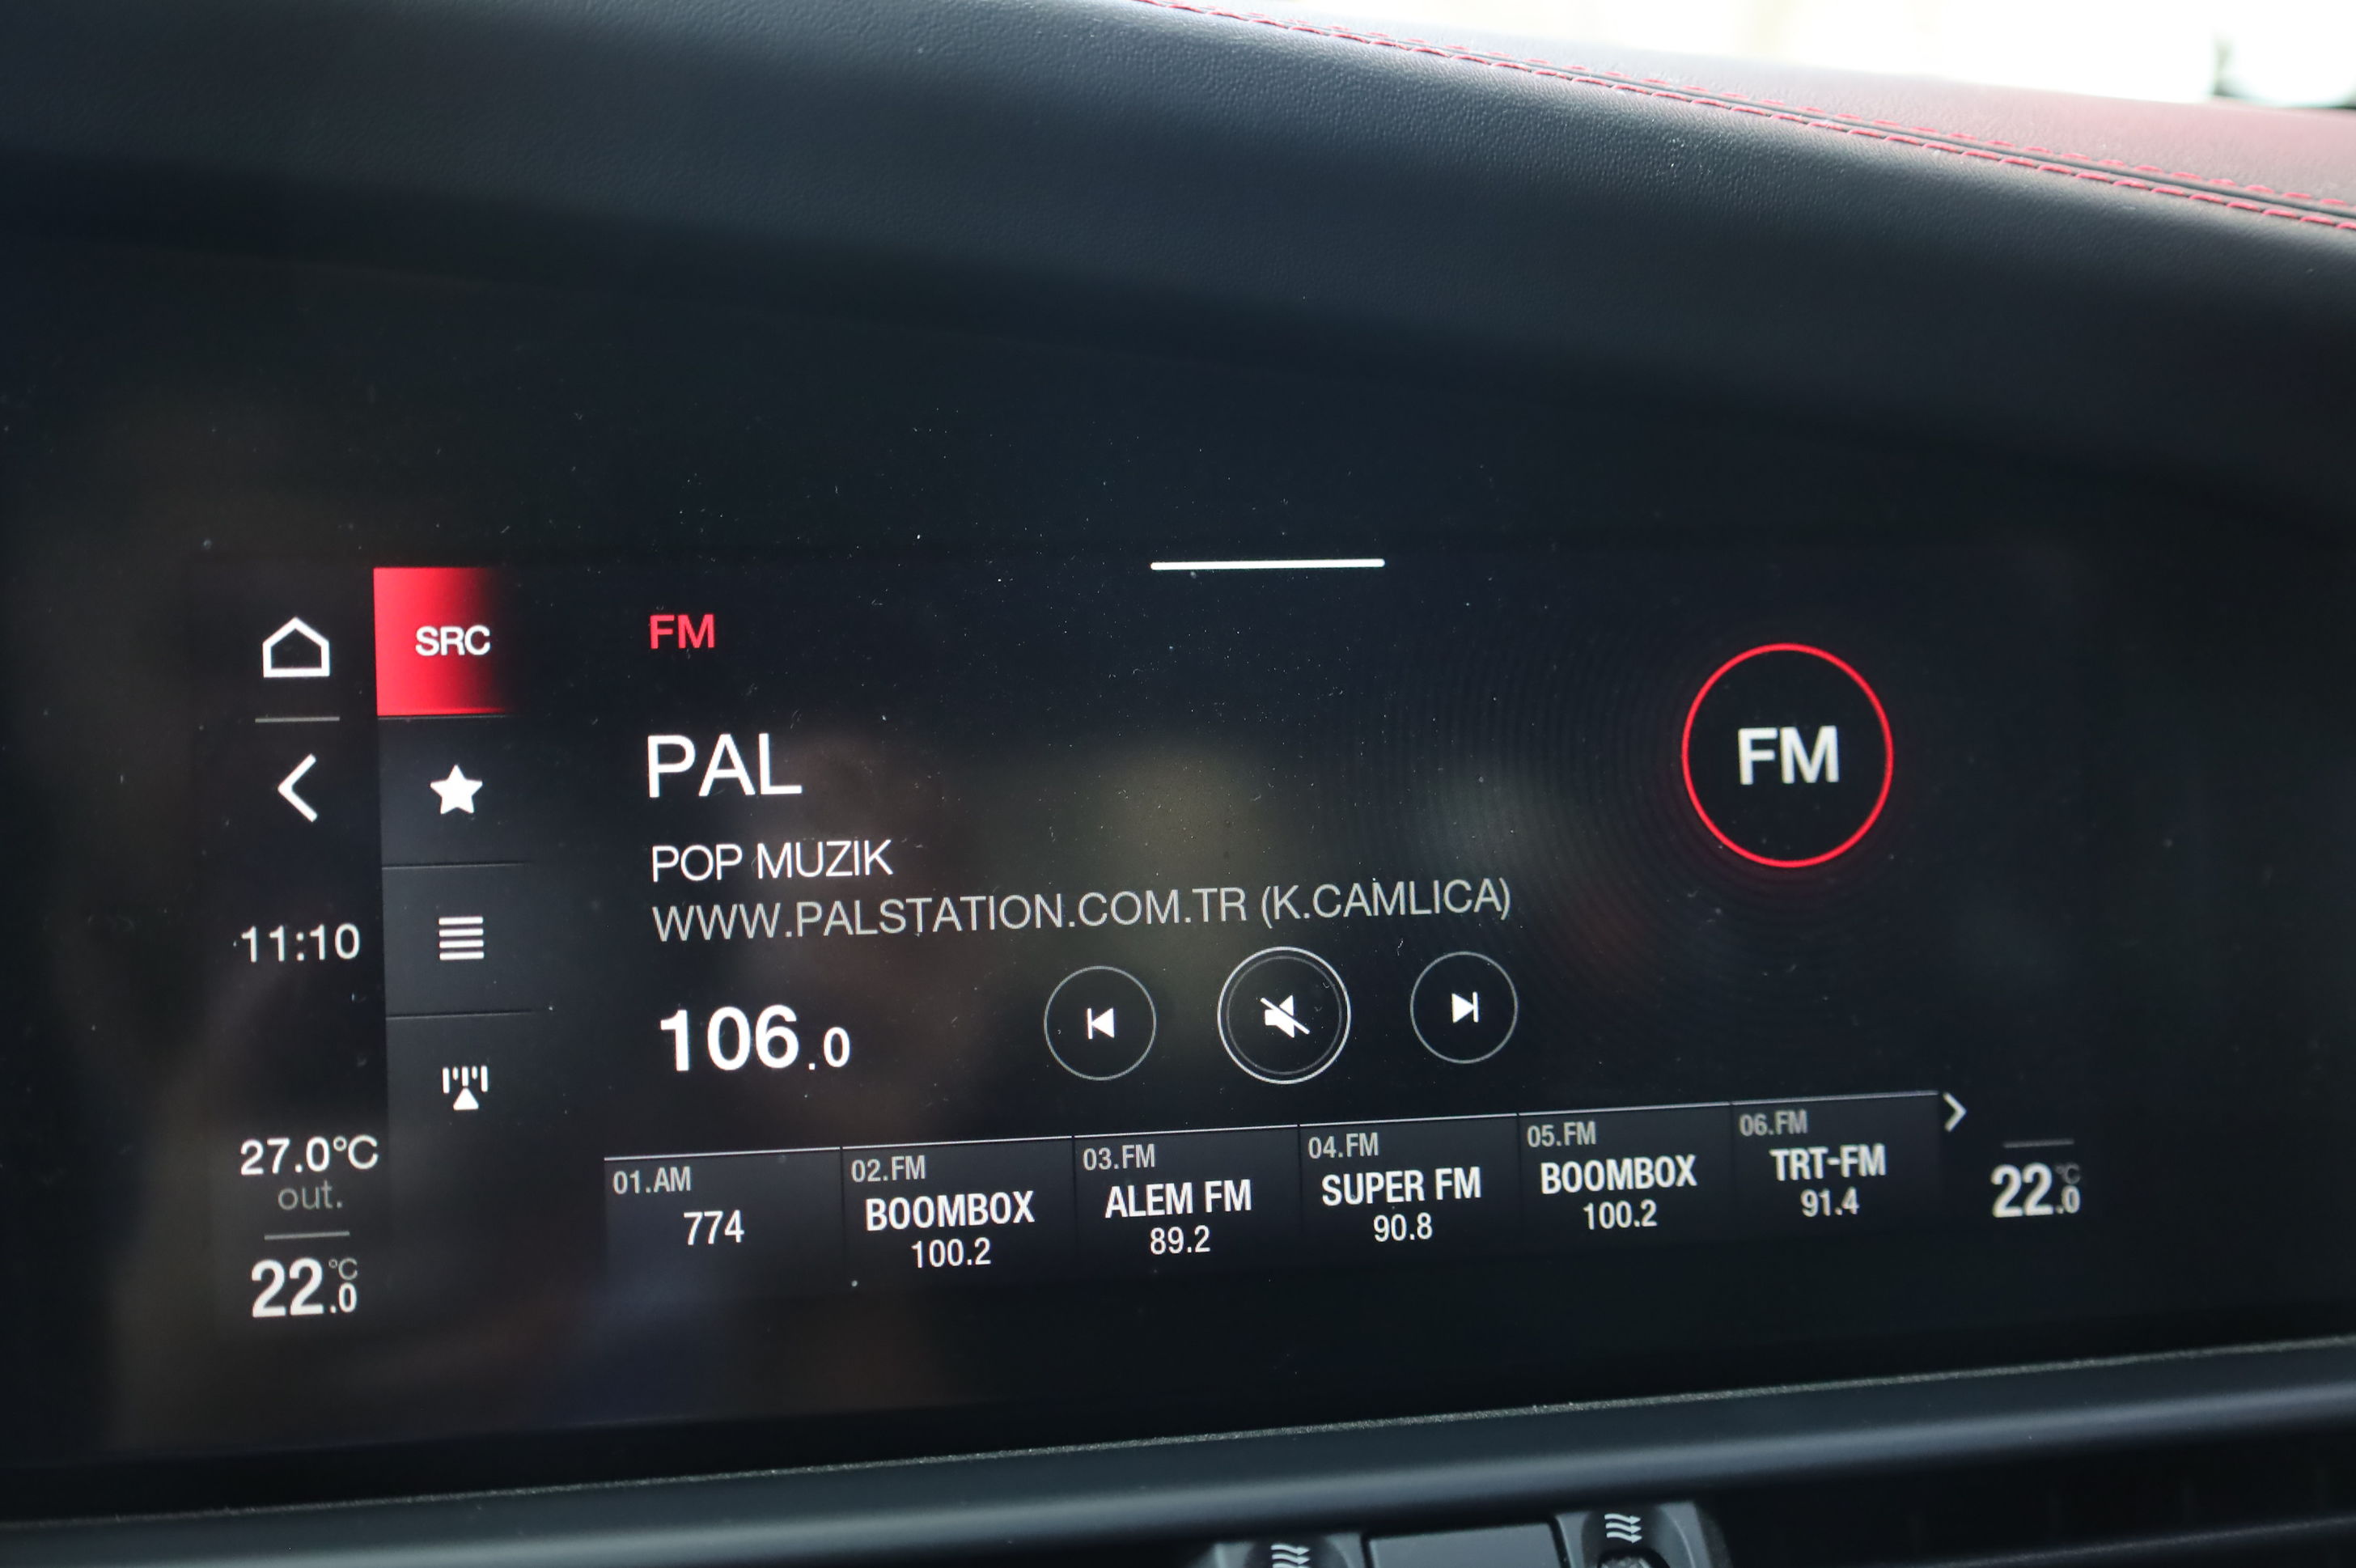 SRC
FM
PAL
POP MUZIK
WWW.PALSTATION.COM.TR (K.CAMLICA)
106.0
FM
11:10
27.0°C
out.
22.0 °C
01.AM
774
02.FM
BOOMBOX
100.2
03.FM
ALEM FM
89.2
04.FM
SUPER FM
90.8
05.FM
BOOMBOX
100.2
06.FM
TRT-FM
91.4
22.0 °C